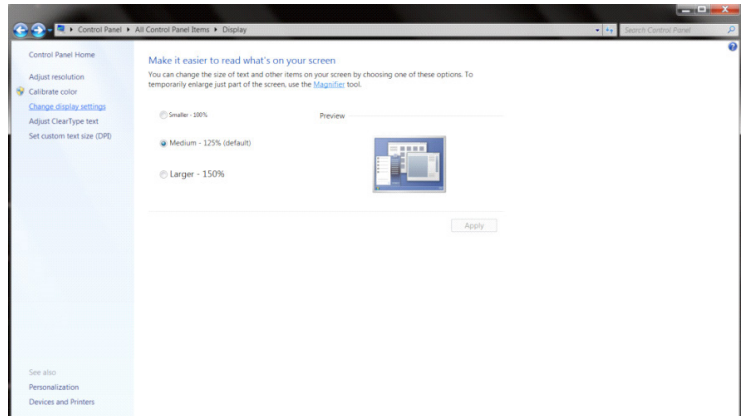 Control Panel ▸ All Control Panel Items ▸ Display
Search Control Panel
Control Panel Home
Adjust resolution
Calibrate color
Change display settings
Adjust ClearType text
Set custom text size (DPI)
Make it easier to read what's on your screen
You can change the size of text and other items on your screen by choosing one of these options. To
temporarily enlarge just part of the screen, use the Magnifier tool.
Smaller - 100%
Preview
Medium - 125% (default)
Larger - 150%
Apply
See also
Personalization
Devices and Printers